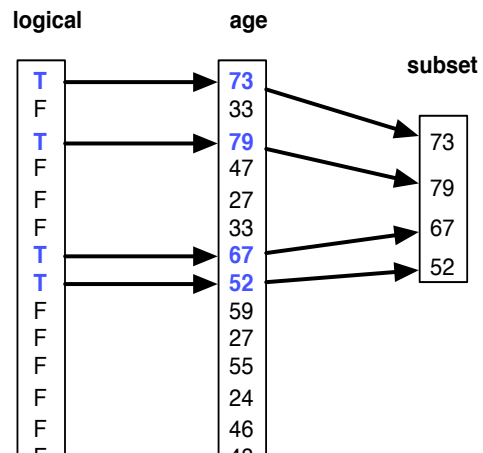 logical age
subset
T 73
F 33
73
T 79
F 47
79
F 27
F 33
67
T 67
52
T 52
F 59
F 27
F 55
F 24
F 46